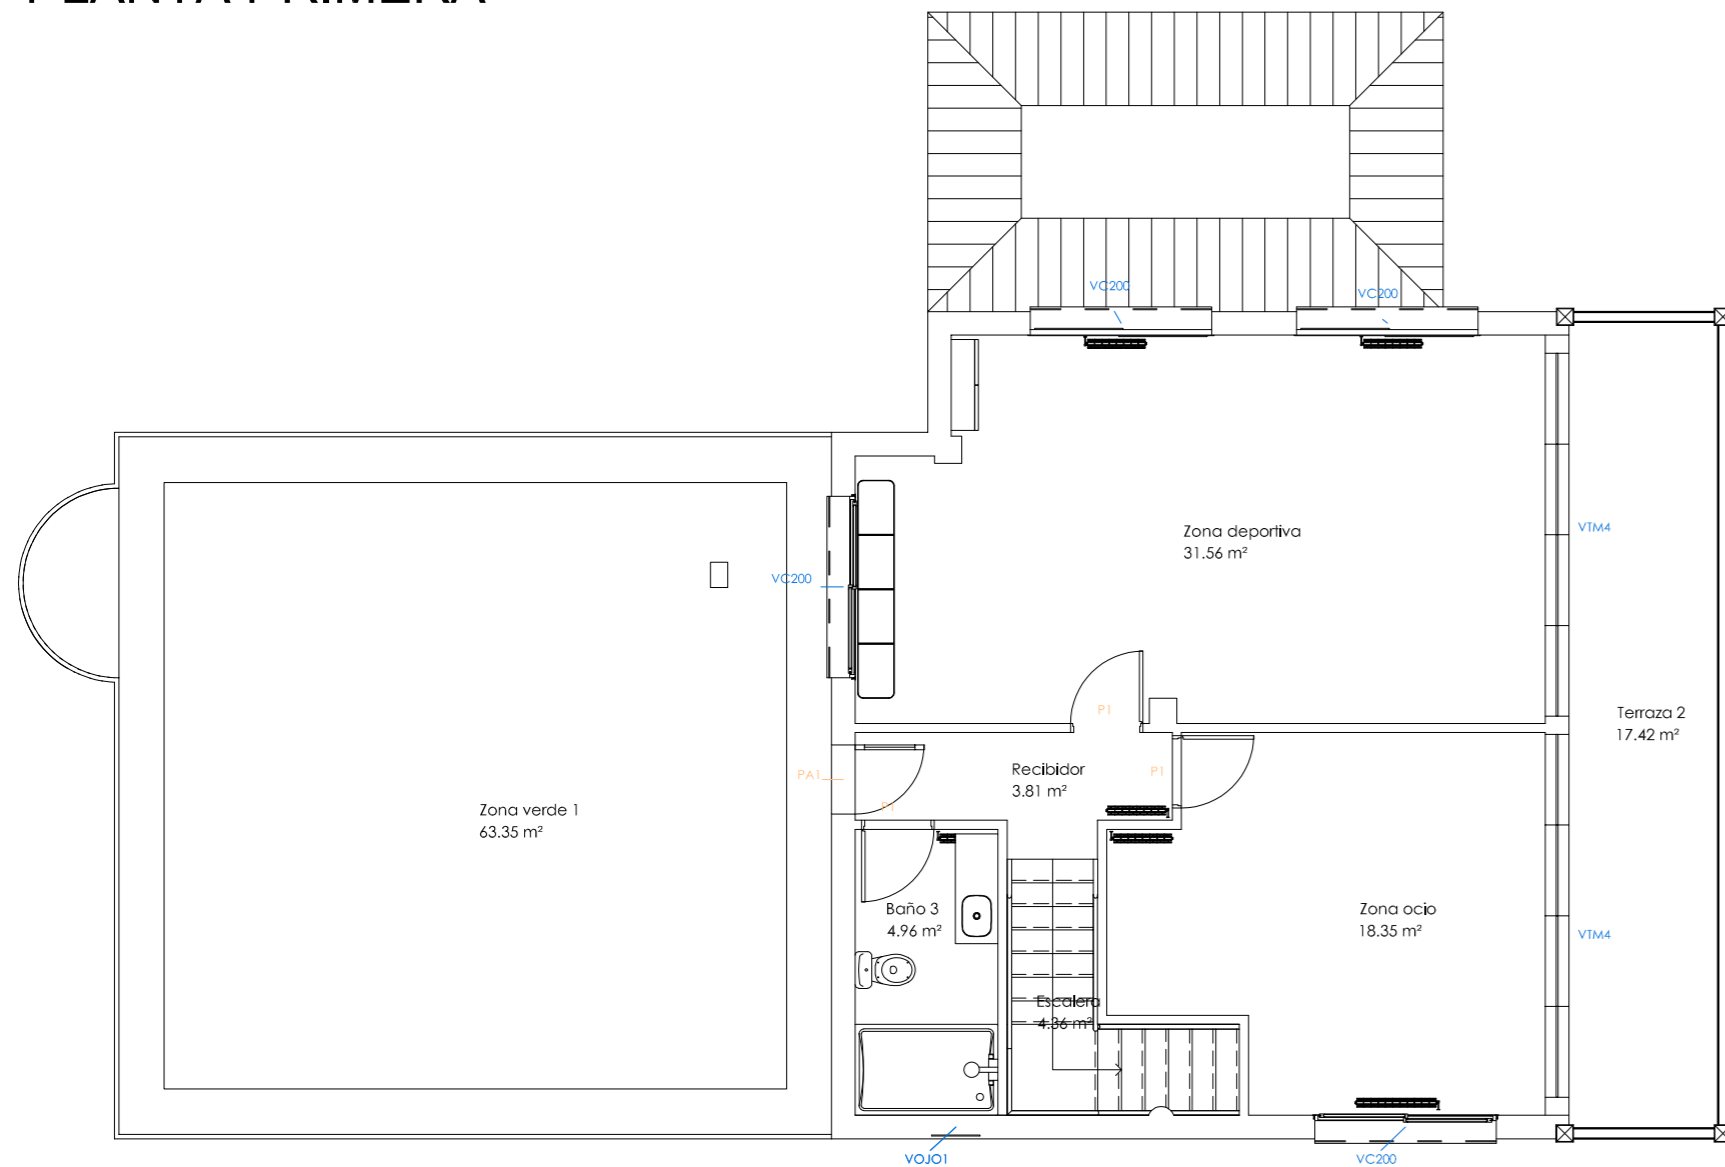 PLANTA PRIMERA
VC200
VC200
Zona deportiva
31.56 m²
VTM4
VC200
P1
Terraza 2
17.42 m²
Recibidor
3.81 m²
P1
PA1
P1
Zona verde 1
63.35 m²
Baño 3
4.96 m²
Zona ocio
18.35 m²
VTM4
Escalera
4.36 m²
VOJO1
VC200